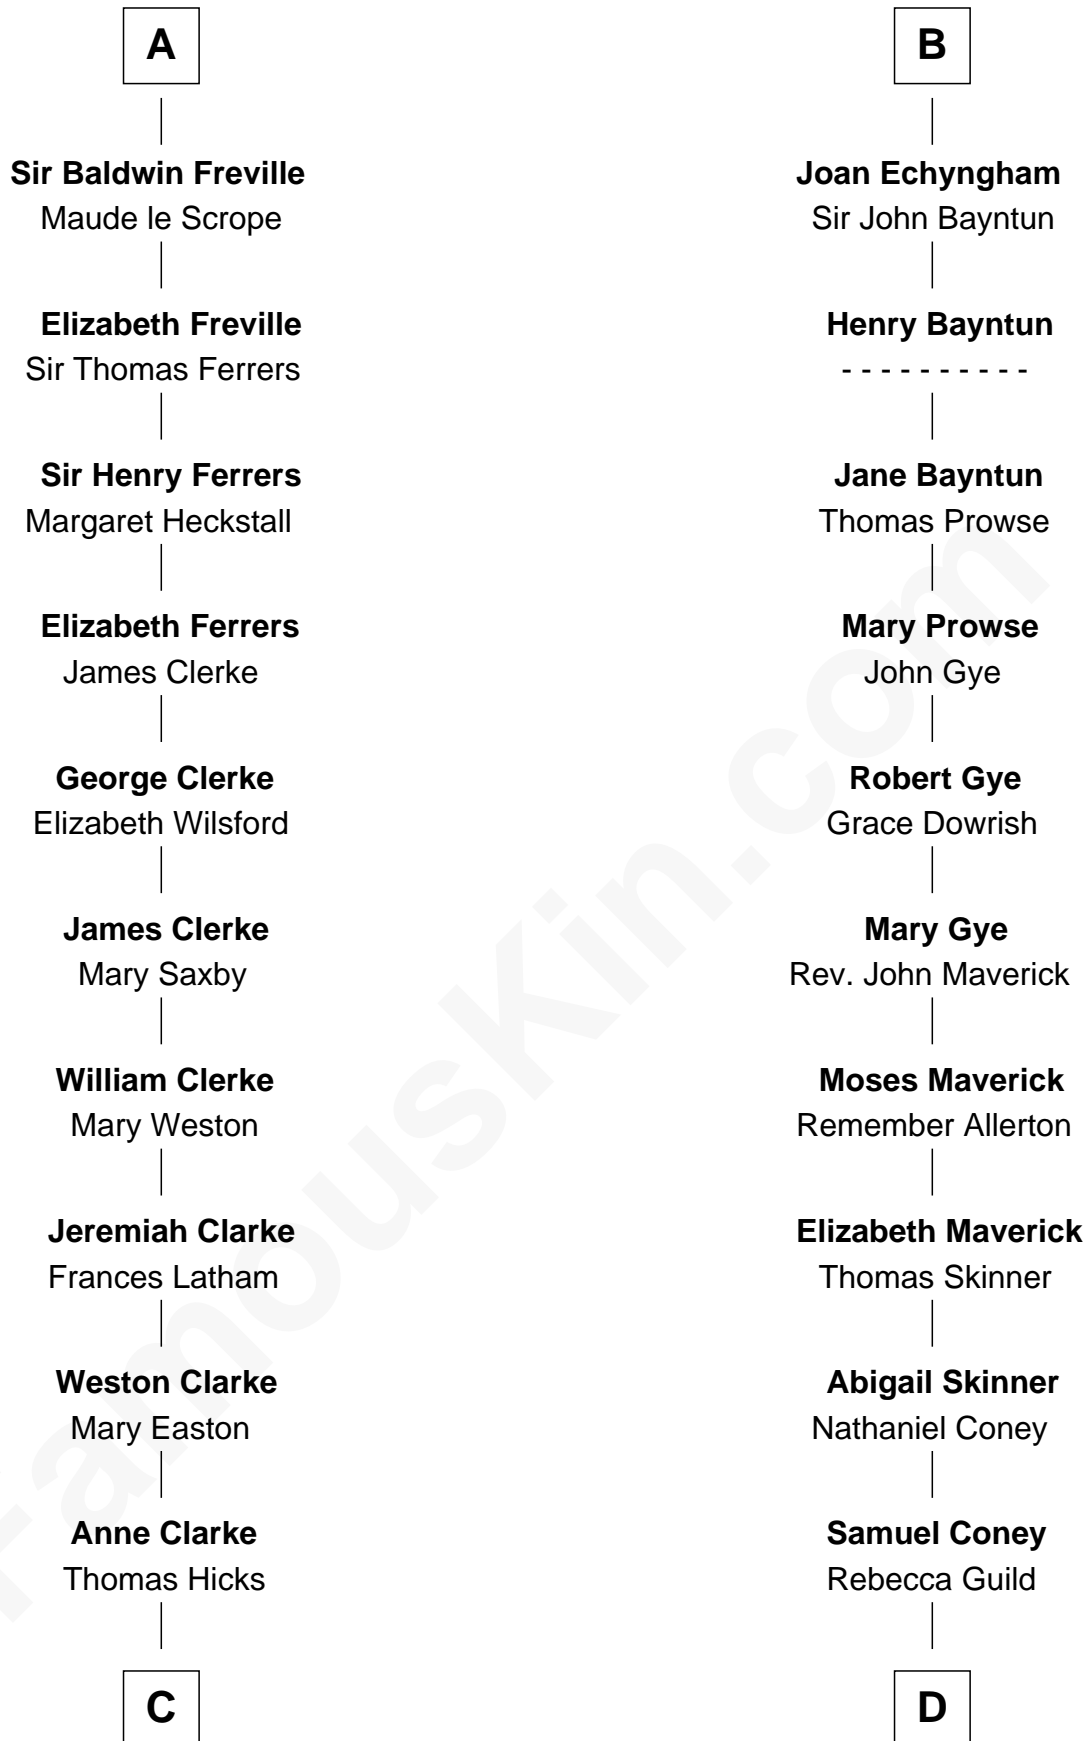 A
Sir Baldwin Freville
Maude le Scrope
Elizabeth Freville
Sir Thomas Ferrers
Sir Henry Ferrers
Margaret Heckstall
Elizabeth Ferrers
James Clerke
George Clerke
Elizabeth Wilsford
James Clerke
Mary Saxby
William Clerke
Mary Weston
Jeremiah Clarke
Frances Latham
Weston Clarke
Mary Easton
Anne Clarke
Thomas Hicks
C
B
Joan Echyngham
Sir John Bayntun
Henry Bayntun
- - - - - - - - - -
Jane Bayntun
Thomas Prowse
Mary Prowse
John Gye
Robert Gye
Grace Dowrish
Mary Gye
Rev. John Maverick
Moses Maverick
Remember Allerton
Elizabeth Maverick
Thomas Skinner
Abigail Skinner
Nathaniel Coney
Samuel Coney
Rebecca Guild
D
FamousKin.com